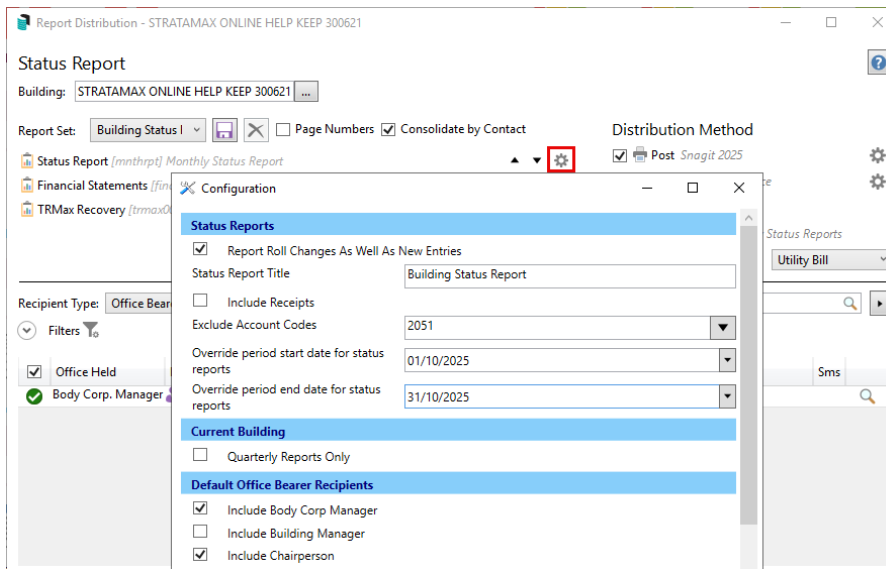 Report Distribution - STRATAMAX ONLINE HELP KEEP 300621
Status Report
Building: STRATAMAX ONLINE HELP KEEP 300621 ...
Report Set: Building Status Page Numbers Consolidate by Contact
Distribution Method
Status Report [mnthrpt] Monthly Status Report
Post Snagit 2025
Financial Statements
TRMax Recovery
Configuration
Status Reports
Report Roll Changes As Well As New Entries
Status Report Title Building Status Report
Include Receipts
Exclude Account Codes 2051
Override period start date for status
reports
01/10/2025
Override period end date for status
reports
31/10/2025
Current Building
Quarterly Reports Only
Default Office Bearer Recipients
Include Body Corp Manager
Include Building Manager
Include Chairperson
Status Reports
Utility Bill
Recipient Type: Office
Filters
Office Held
Sms
Body Corp. Manager